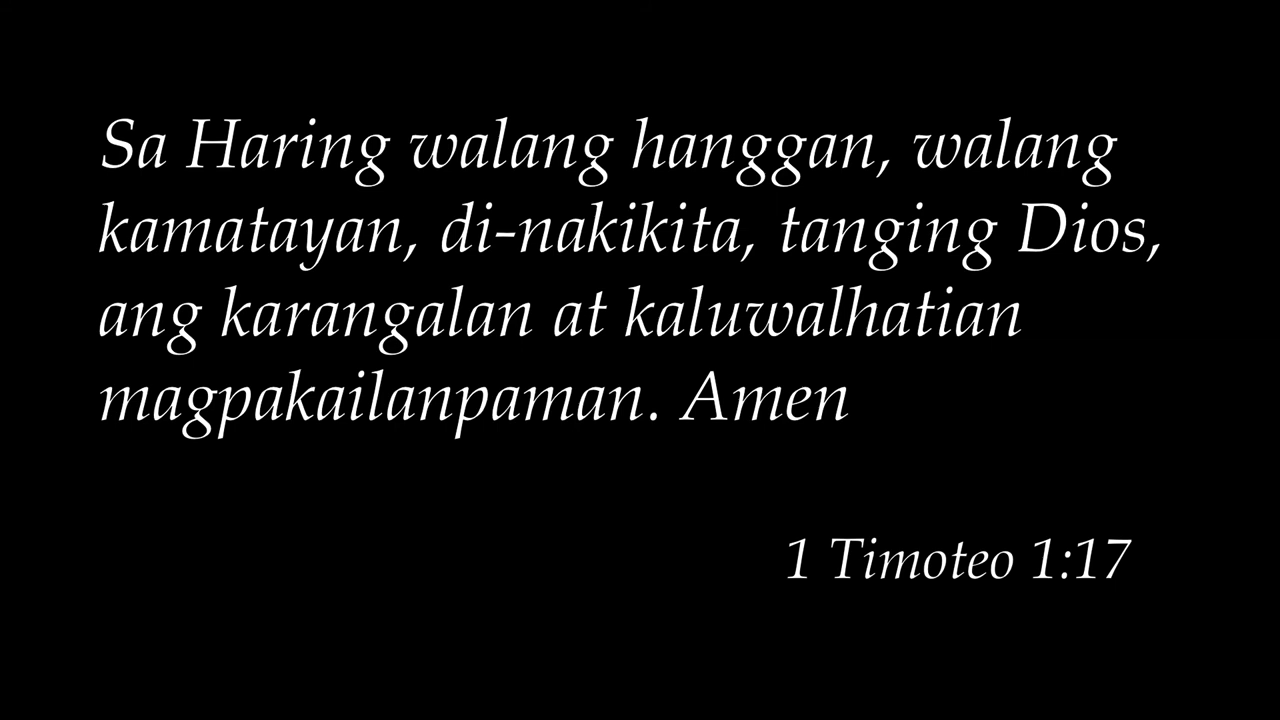 Sa Haring walang hanggan, walang
kamatayan, di-nakikita, tanging Dios,
ang karangalan at kaluwalhatian
magpakailanpaman. Amen
1 Timoteo 1:17